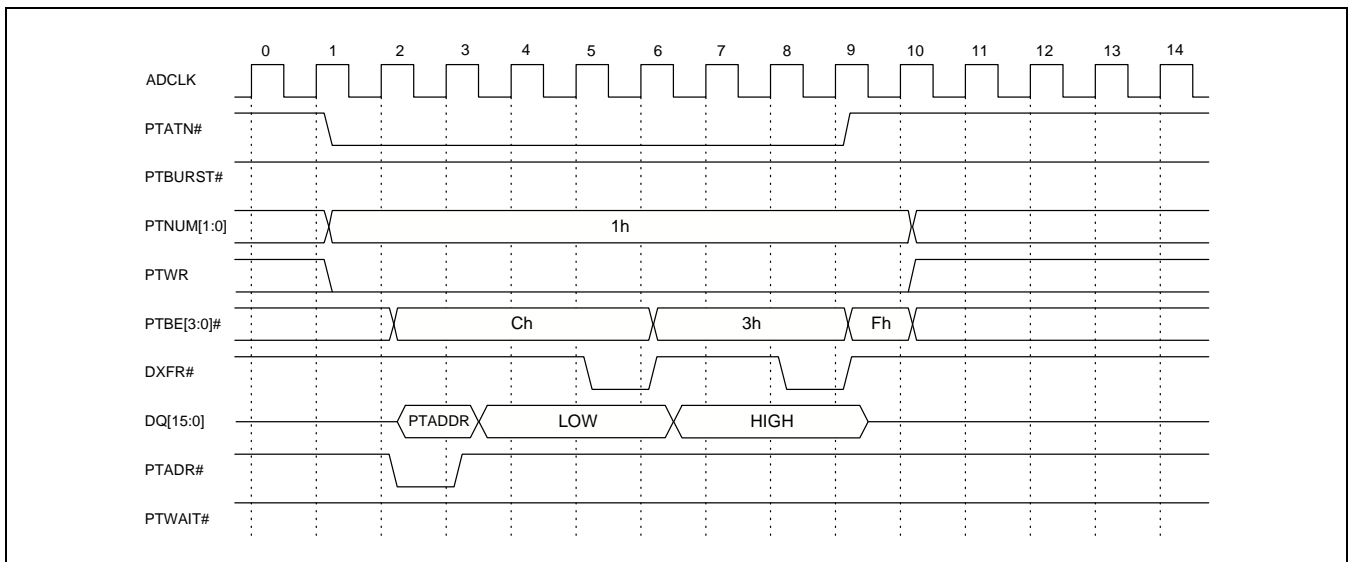 0 1 2 3 4 5 6 7 8 9 10 11 12 13 14
ADCLK
PTATN#
PTBURST#
PTNUM[1:0] 1h
PTWR
PTBE[3:0]# Ch 3h Fh
DXFR#
DQ[15:0] PTADDR LOW HIGH
PTADR#
PTWAIT#